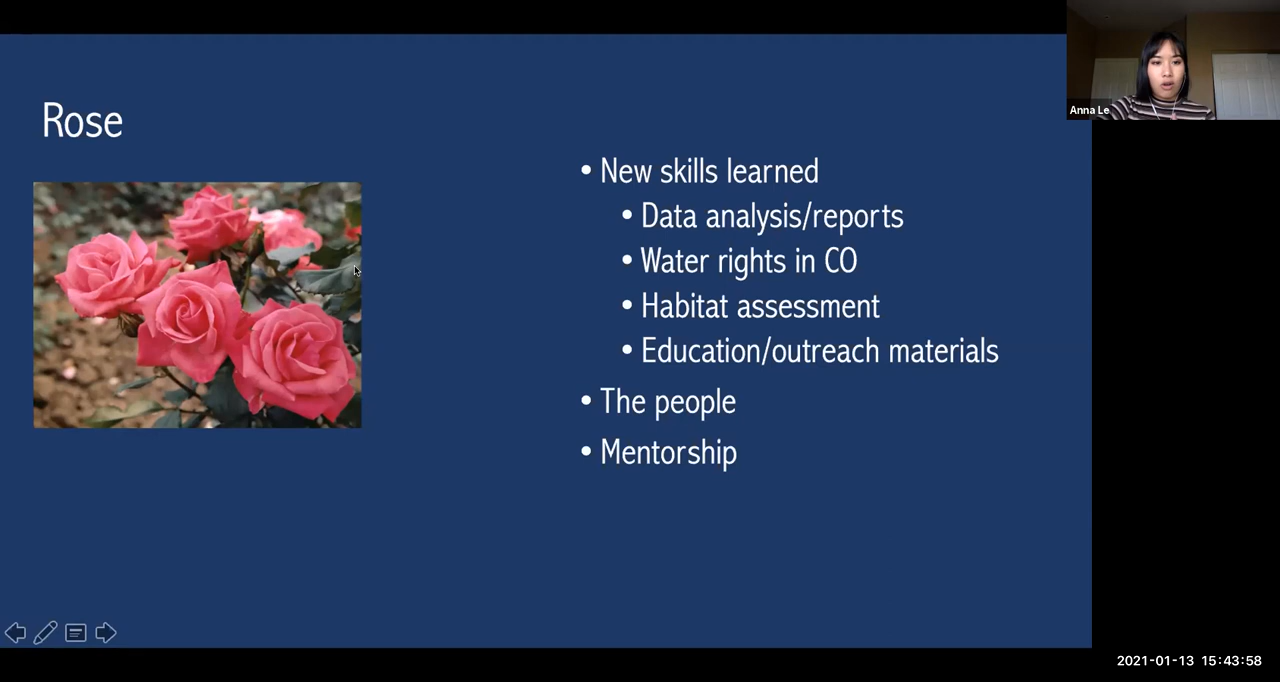 Rose
• New skills learned
• Data analysis/reports
• Water rights in CO
• Habitat assessment
• Education/outreach materials
• The people
• Mentorship
Anna Le
2021-01-13 15:43:58